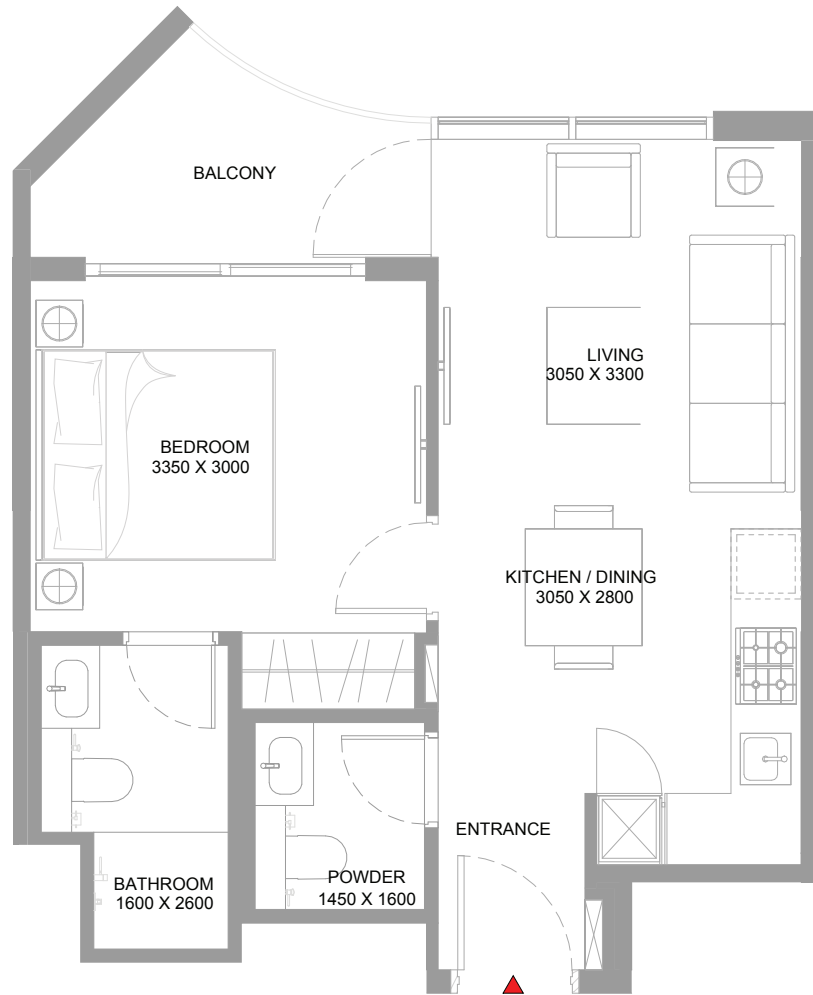 BALCONY
LIVING
3050 X 3300
BEDROOM
3350 X 3000
KITCHEN / DINING
3050 X 2800
ENTRANCE
BATHROOM
1600 X 2600
POWDER
1450 X 1600